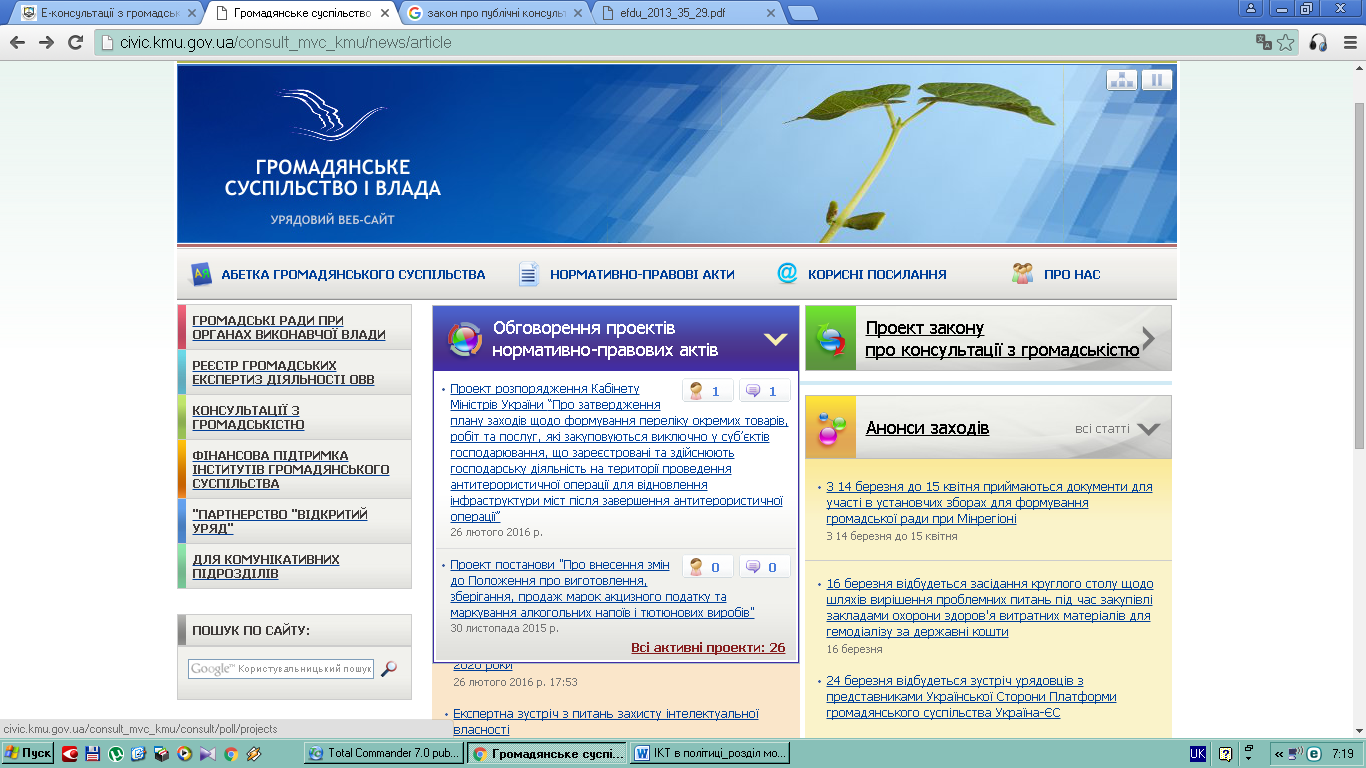 Е-консультації з громадськ
Громадянське суспільство
закон про публічні консульт
efdu_2013_35_29.pdf
civic.kmu.gov.ua/consult_mvc_kmu/news/article
ГРОМАДЯНСЬКЕ
СУСПІЛЬСТВО І ВЛАДА
УРЯДОВИЙ ВЕБ-САЙТ
АБЕТКА ГРОМАДЯНСЬКОГО СУСПІЛЬСТВА
НОРМАТИВНО-ПРАВОВІ АКТИ
КОРИСНІ ПОСИЛАННЯ
ПРО НАС
ГРОМАДСЬКІ РАДИ ПРИ
ОРГАНАХ ВИКОНАВЧОЇ ВЛАДИ
РЕЄСТР ГРОМАДСЬКИХ
ЕКСПЕРТИЗ ДІЯЛЬНОСТІ ОВВ
КОНСУЛЬТАЦІЇ З
ГРОМАДСЬКІСТЮ
ФІНАНСОВА ПІДТРИМКА
ІНСТИТУТІВ ГРОМАДЯНСЬКОГО
СУСПІЛЬСТВА
"ПАРТНЕРСТВО "ВІДКРИТИЙ
УРЯД"
ДЛЯ КОМУНІКАТИВНИХ
ПІДРОЗДІЛІВ
ПОШУК ПО САЙТУ:
Google™ Користувальницький пошук
Обговорення проектів
нормативно-правових актів
Проект розпорядження Кабінету 1 1
Міністрів України "Про затвердження
плану заходів щодо формування переліку окремих товарів,
робіт та послуг, які закуповуються виключно у суб'єктів
господарювання, що зареєстровані та здійснюють
господарську діяльність на території проведення
антитерористичної операції для відновлення
інфраструктури міст після завершення антитерористичної
операції"
26 лютого 2016 р.
Проект постанови "Про внесення змін 0 0
до Положення про виготовлення,
зберігання, продаж марок акцизного податку та
маркування алкогольних напоїв і тютюнових виробів"
30 листопада 2015 р.
Всі активні проекти: 26
2020 роки
26 лютого 2016 р. 17:53
Експертна зустріч з питань захисту інтелектуальної
власності
Проект закону
про консультації з громадськістю
Анонси заходів
всі статті
З 14 березня до 15 квітня приймаються документи для
участі в установчих зборах для формування
громадської ради при Мінрегіоні
З 14 березня до 15 квітня
16 березня відбудеться засідання круглого столу щодо
шляхів вирішення проблемних питань під час закупівлі
закладами охорони здоров'я витратних матеріалів для
гемодіалізу за державні кошти
16 березня
24 березня відбудеться зустріч урядовців з
представниками Української Сторони Платформи
громадянського суспільства Україна-ЄС
civic.kmu.gov.ua/consult_mvc_kmu/consult/poll/projects
Пуск
Total Commander 7.0 pub...
Громадянське суспі...
ІКТ в політиці_розділ мо...
UK
7:19